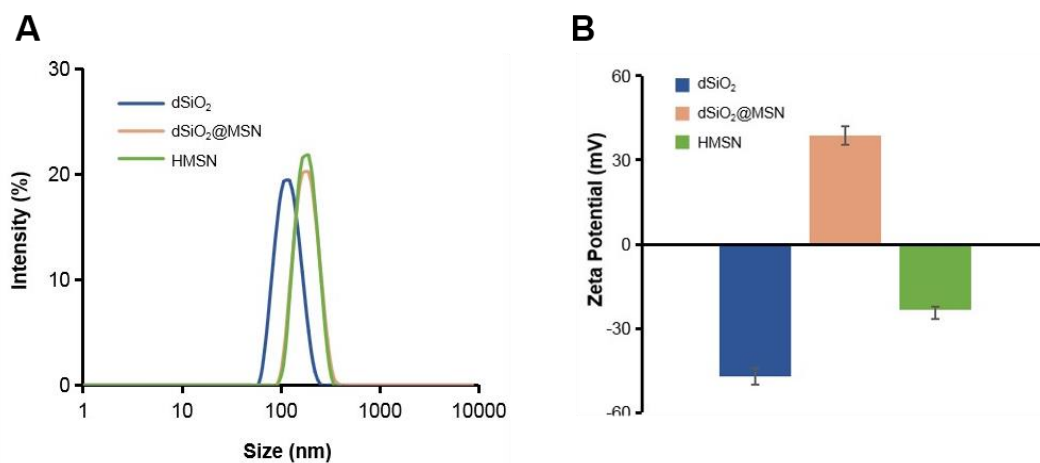 A
30
20
10
0
Intensity (%)
dSiO₂
dSiO₂@MSN
HMSN
1
10
100
1000
10000
Size (nm)
B
60
30
0
-30
-60
Zeta Potential (mV)
dSiO₂
dSiO₂@MSN
HMSN